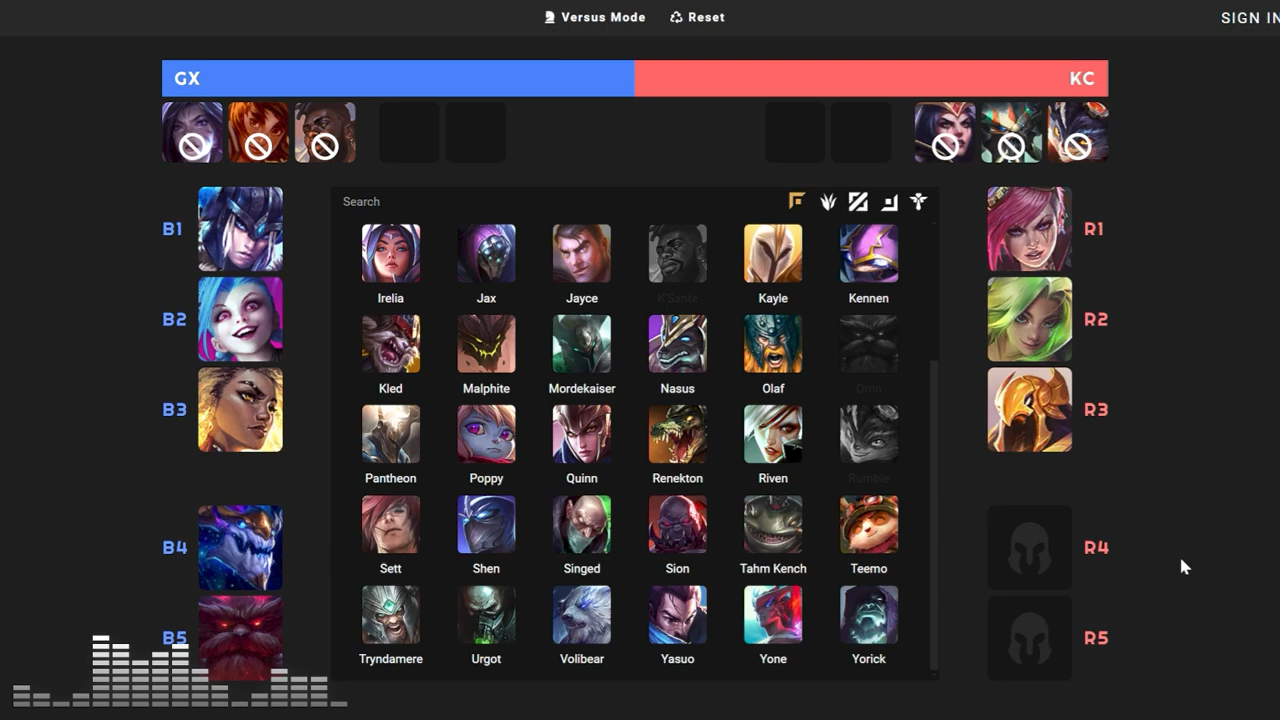 Versus Mode Reset SIGN IN
GX KC
Search
B1 R1
Irelia Jax Jayce K'Sante Kayle Kennen
B2 R2
Kled Malphite Mordekaiser Nasus Olaf Ornn
B3 R3
Pantheon Poppy Quinn Renekton Riven Rumble
B4 R4
Sett Shen Singed Sion Tahm Kench Teemo
B5 R5
Tryndamere Urgot Volibear Yasuo Yone Yorick